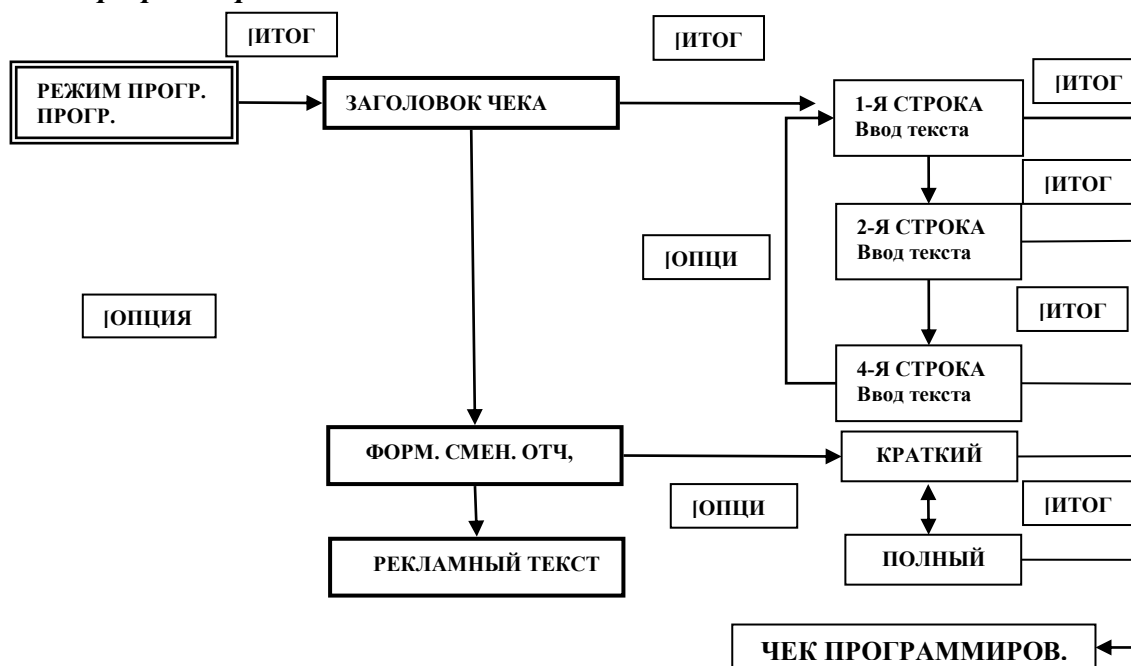 [ИТОГ
[ИТОГ
РЕЖИМ ПРОГР.
ПРОГР.
ЗАГОЛОВОК ЧЕКА
1-Я СТРОКА
Ввод текста
[ИТОГ
[ИТОГ
2-Я СТРОКА
Ввод текста
[ОПЦИ
[ОПЦИЯ
[ИТОГ
4-Я СТРОКА
Ввод текста
ФОРМ. СМЕН. ОТЧ,
КРАТКИЙ
[ОПЦИ
[ИТОГ
РЕКЛАМНЫЙ ТЕКСТ
ПОЛНЫЙ
ЧЕК ПРОГРАММИРОВ.